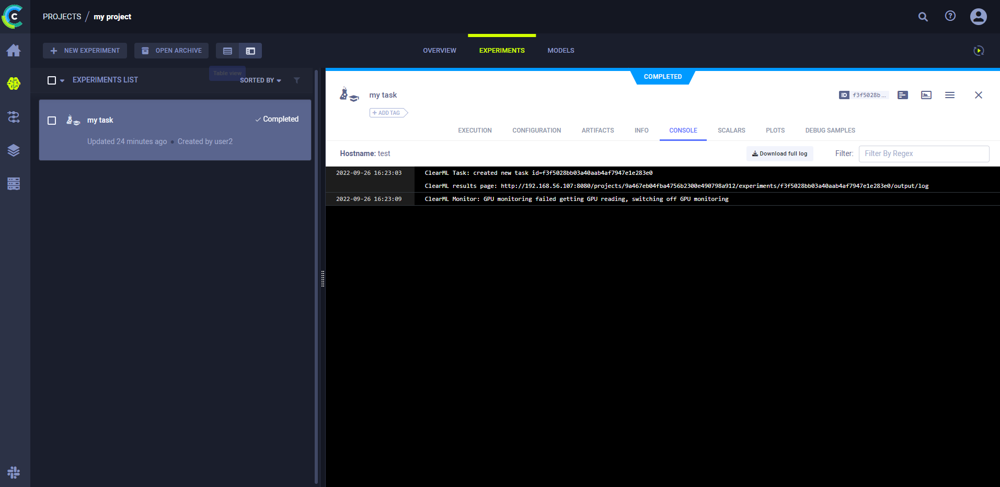 PROJECTS / my project
NEW EXPERIMENT
OPEN ARCHIVE
OVERVIEW
EXPERIMENTS
MODELS
Table view
EXPERIMENTS LIST
SORTED BY
my task
Completed
Updated 24 minutes ago • Created by user2
COMPLETED
my task
ID f3f5028b...
+ ADD TAG
EXECUTION
CONFIGURATION
ARTIFACTS
INFO
CONSOLE
SCALARS
PLOTS
DEBUG SAMPLES
Hostname: test
Download full log
Filter:
Filter By Regex
2022-09-26 16:23:03 ClearML Task: created new task id=f3f5028bb03a40aab4af7947e1e283e0
ClearML results page: http://192.168.56.107:8080/projects/9a467eb04fba4756b2300e490798a912/experiments/f3f5028bb03a40aab4af7947e1e283e0/output/log
2022-09-26 16:23:09 ClearML Monitor: GPU monitoring failed getting GPU reading, switching off GPU monitoring